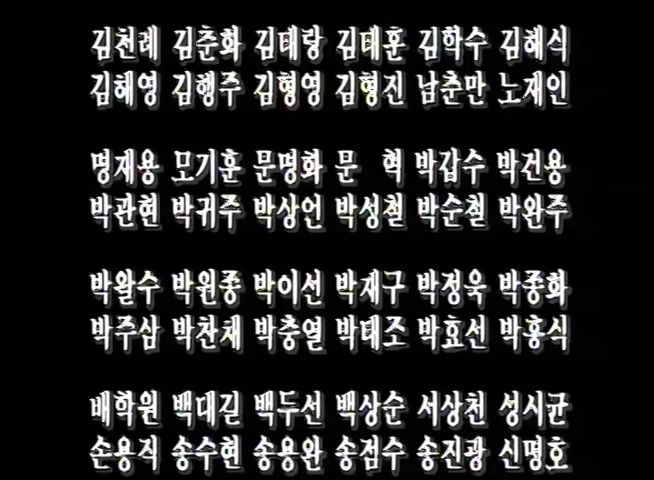 김천례 김춘화 김태랑 김태훈 김학수 김해식
김해영 김행주 김형영 김형진 남춘만 노재인
명재용 모기훈 문명화 문 혁 박갑수 박건용
박관현 박귀주 박상언 박성철 박순철 박완주
박왈수 박원종 박이선 박재구 박정욱 박종화
박주삼 박찬채 박충열 박태조 박효선 박홍식
배학원 백대길 백두선 백상순 서상천 성시균
손용직 송수현 송용완 송점수 송진광 신명호